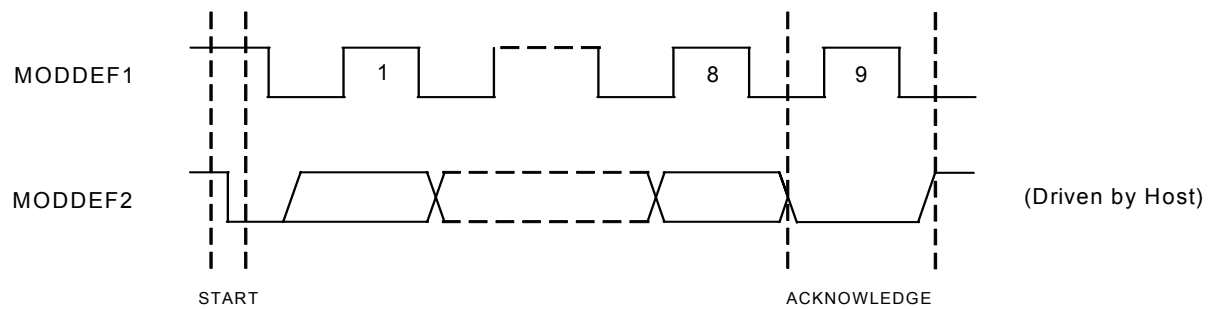 MODDEF1
1
8
9
MODDEF2
(Driven by Host)
START
ACKNOWLEDGE